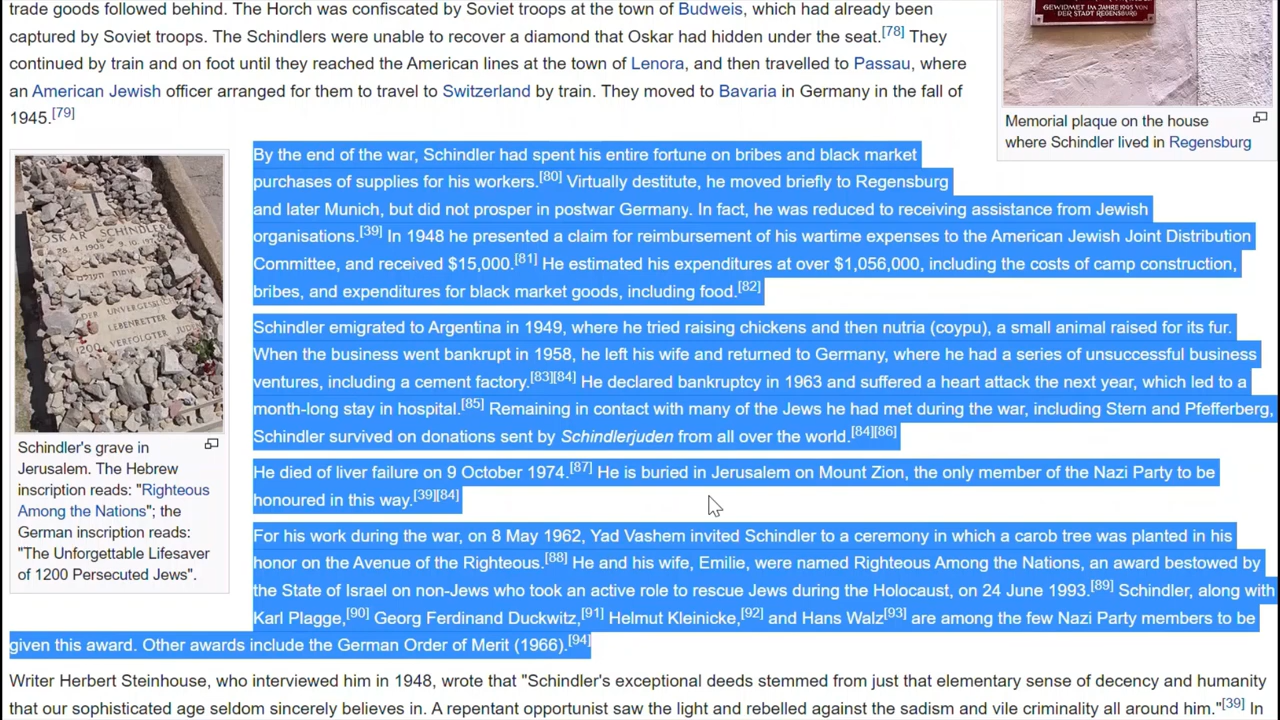 trade goods followed behind. The Horch was confiscated by Soviet troops at the town of Budweis, which had already been
captured by Soviet troops. The Schindlers were unable to recover a diamond that Oskar had hidden under the seat.[78] They
continued by train and on foot until they reached the American lines at the town of Lenora, and then travelled to Passau, where
an American Jewish officer arranged for them to travel to Switzerland by train. They moved to Bavaria in Germany in the fall of
1945.[79]
GEWIDMET IM JAHRE 1995 VON
DER STADT REGENSBURG
Memorial plaque on the house
where Schindler lived in Regensburg
OSKAR SCHINDLER
28. 4. 1908
9. 10. 197
DER UNVERGESSLICHE
LEBENRETTER
1200 VERFOLGTER JUD
Schindler's grave in
Jerusalem. The Hebrew
inscription reads: "Righteous
Among the Nations"; the
German inscription reads:
"The Unforgettable Lifesaver
of 1200 Persecuted Jews".
By the end of the war, Schindler had spent his entire fortune on bribes and black market
purchases of supplies for his workers.[80] Virtually destitute, he moved briefly to Regensburg
and later Munich, but did not prosper in postwar Germany. In fact, he was reduced to receiving assistance from Jewish
organisations.[39] In 1948 he presented a claim for reimbursement of his wartime expenses to the American Jewish Joint Distribution
Committee, and received $15,000.[81] He estimated his expenditures at over $1,056,000, including the costs of camp construction,
bribes, and expenditures for black market goods, including food.[82]
Schindler emigrated to Argentina in 1949, where he tried raising chickens and then nutria (coypu), a small animal raised for its fur.
When the business went bankrupt in 1958, he left his wife and returned to Germany, where he had a series of unsuccessful business
ventures, including a cement factory.[83][84] He declared bankruptcy in 1963 and suffered a heart attack the next year, which led to a
month-long stay in hospital.[85] Remaining in contact with many of the Jews he had met during the war, including Stern and Pfefferberg,
Schindler survived on donations sent by Schindlerjuden from all over the world.[84][86]
He died of liver failure on 9 October 1974.[87] He is buried in Jerusalem on Mount Zion, the only member of the Nazi Party to be
honoured in this way.[39][84]
For his work during the war, on 8 May 1962, Yad Vashem invited Schindler to a ceremony in which a carob tree was planted in his
honor on the Avenue of the Righteous.[88] He and his wife, Emilie, were named Righteous Among the Nations, an award bestowed by
the State of Israel on non-Jews who took an active role to rescue Jews during the Holocaust, on 24 June 1993.[89] Schindler, along with
Karl Plagge,[90] Georg Ferdinand Duckwitz,[91] Helmut Kleinicke,[92] and Hans Walz[93] are among the few Nazi Party members to be
given this award. Other awards include the German Order of Merit (1966).[94]
Writer Herbert Steinhouse, who interviewed him in 1948, wrote that "Schindler's exceptional deeds stemmed from just that elementary sense of decency and humanity
that our sophisticated age seldom sincerely believes in. A repentant opportunist saw the light and rebelled against the sadism and vile criminality all around him."[39] In